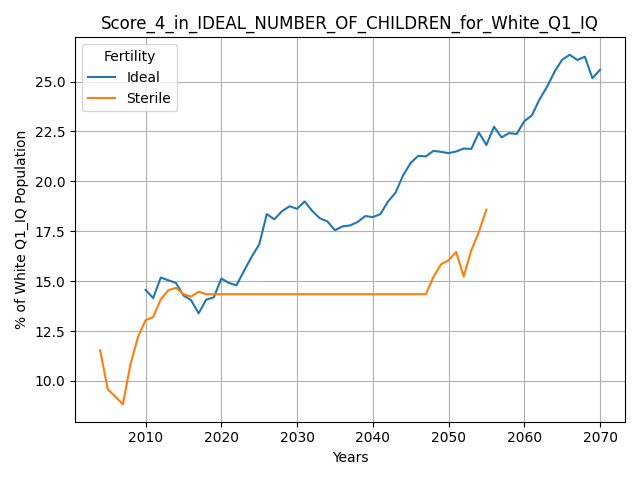 Score_4_in_IDEAL_NUMBER_OF_CHILDREN_for_White_Q1_IQ
Fertility
Ideal
Sterile
% of White Q1_IQ Population
25.0
22.5
20.0
17.5
15.0
12.5
10.0
2010 2020 2030 2040 2050 2060 2070
Years